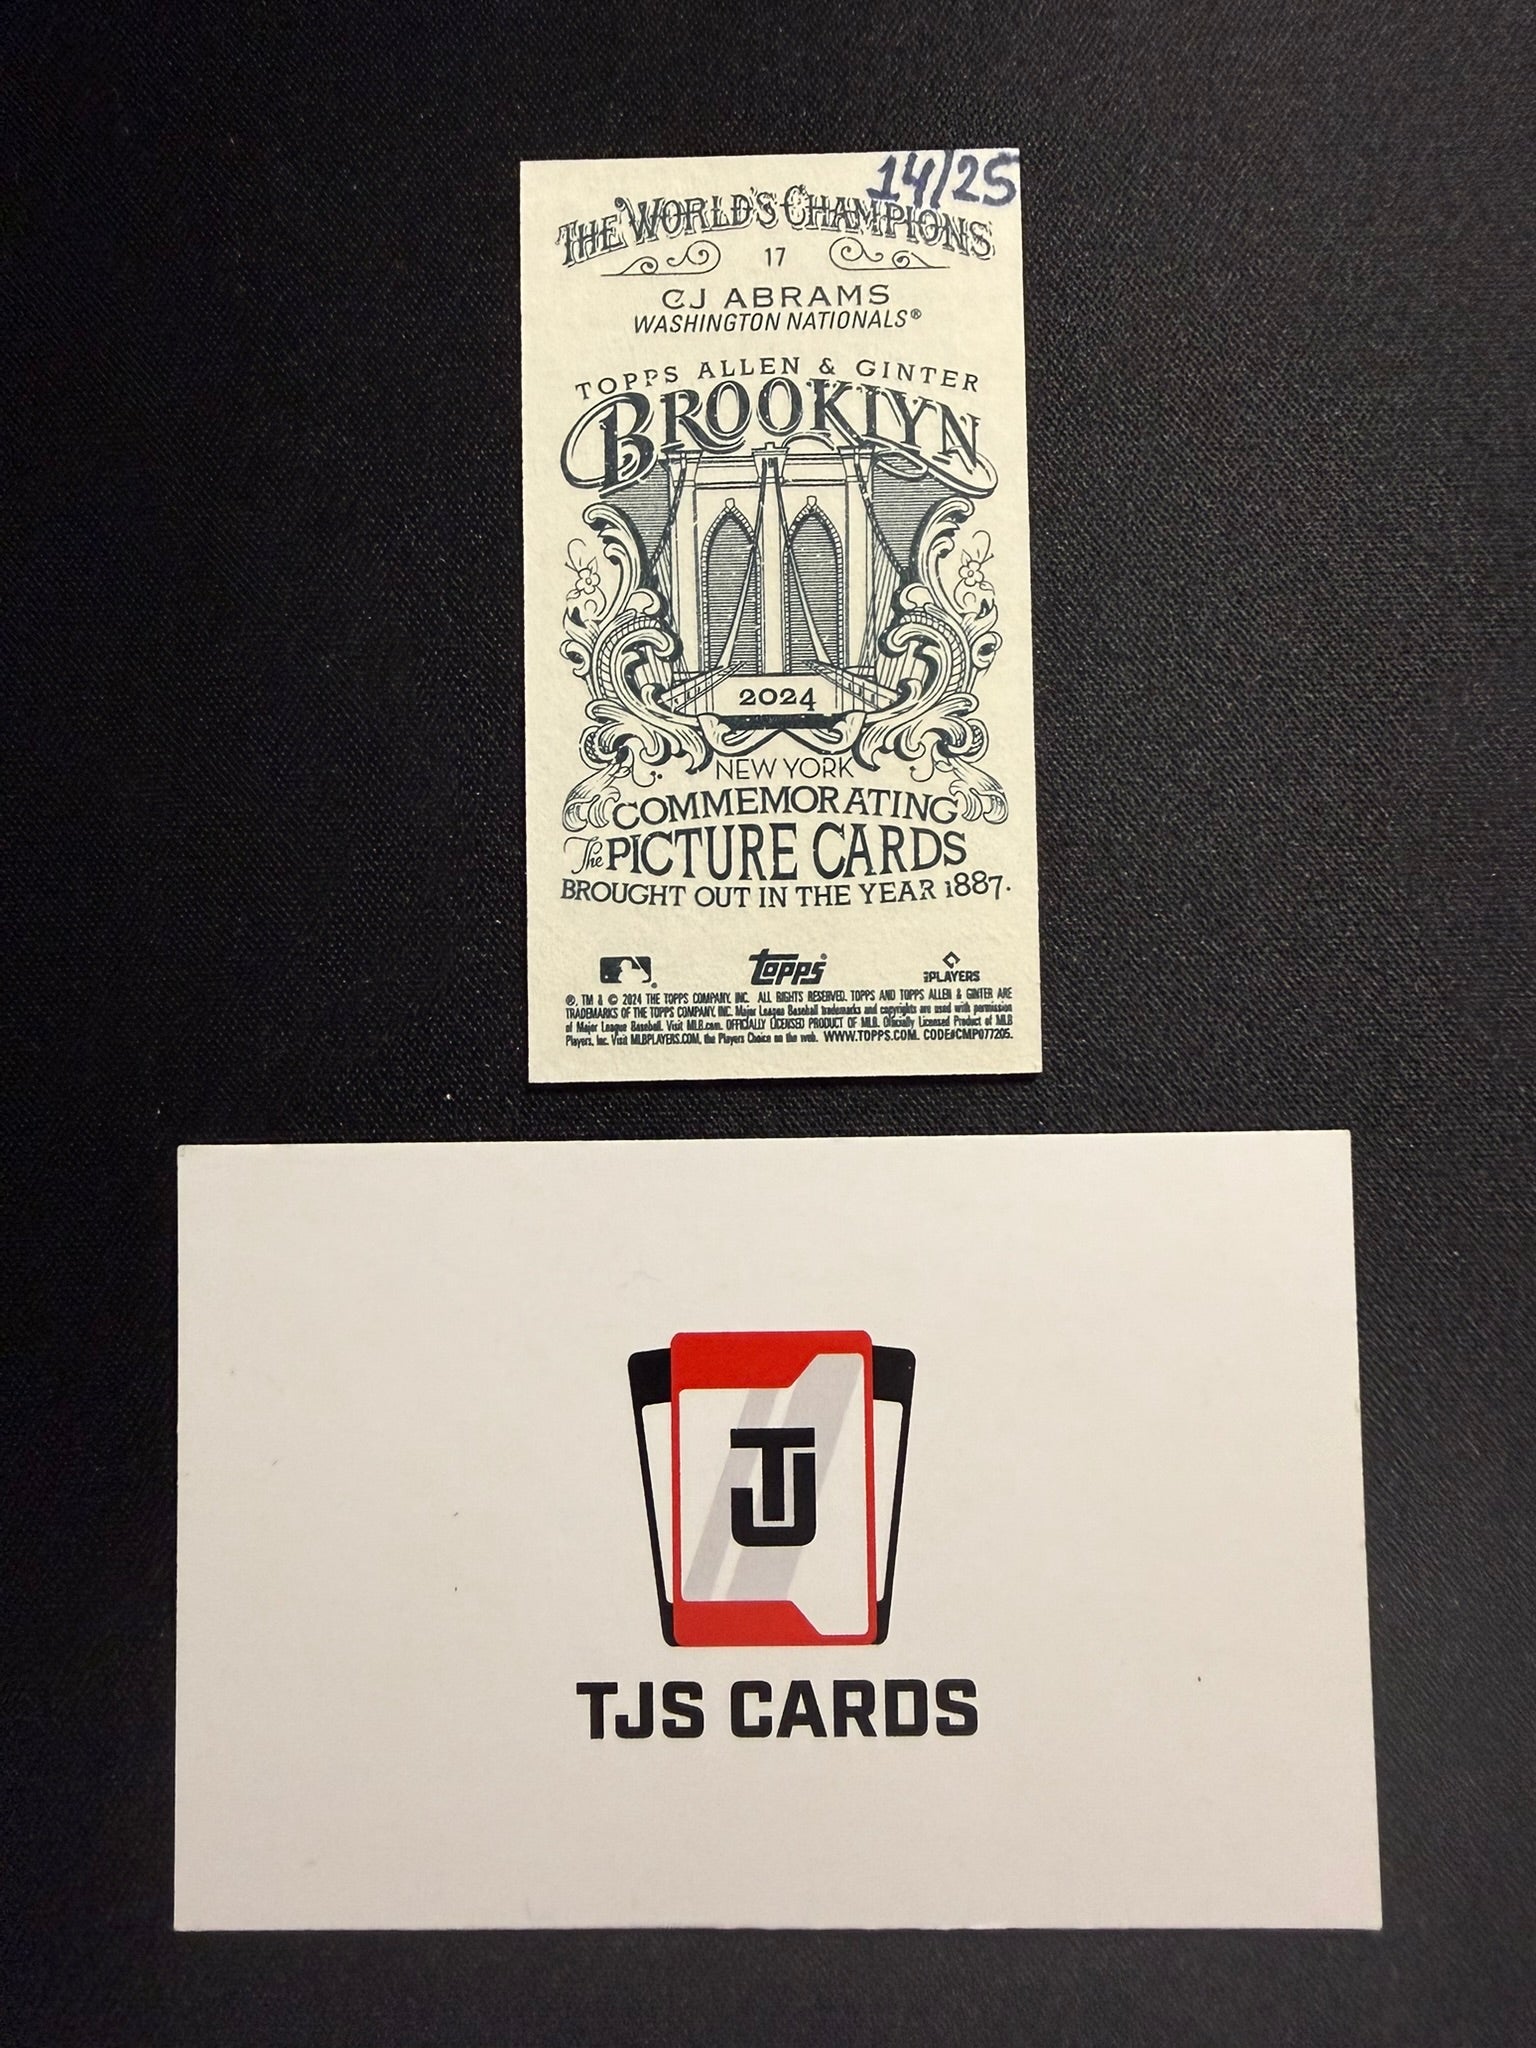 14/25
THE WORLD'S CHAMPIONS
17
CJ ABRAMS
WASHINGTON NATIONALS®
TOPPS ALLEN & GINTER
BROOKLYN
2024
NEW YORK
COMMEMORATING
The PICTURE CARDS
BROUGHT OUT IN THE YEAR 1887.
topps® MLB PLAYERS
®, TM & © 2024 THE TOPPS COMPANY, INC. ALL RIGHTS RESERVED. TOPPS AND TOPPS ALLEN & GINTER ARE
TRADEMARKS OF THE TOPPS COMPANY, INC. Major League Baseball trademarks and copyrights are used with permission
of Major League Baseball. Visit MLB.com. OFFICIALLY LICENSED PRODUCT OF MLB. Officially Licensed Product of MLB
Players, Inc. Visit MLBPLAYERS.COM, the Players Choice on the web. WWW.TOPPS.COM. CODE#CMP077205.
TJ
TJS CARDS